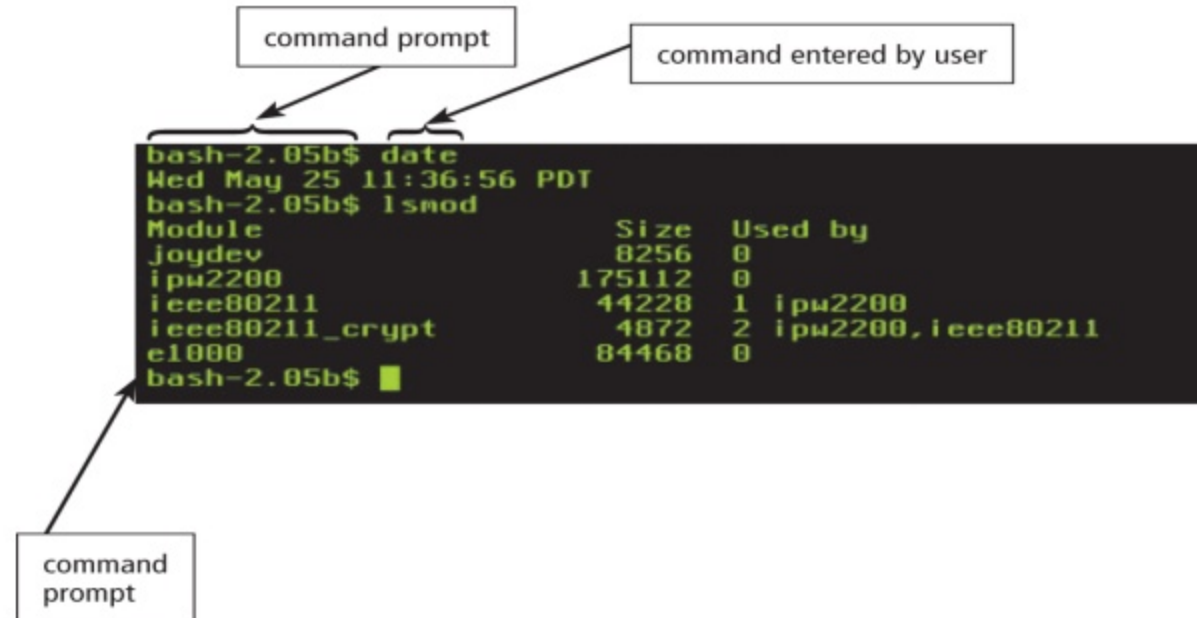 command prompt
command entered by user
bash-2.05b$ date
Wed May 25 11:36:56 PDT
bash-2.05b$ lsmod
Module Size Used by
joydev 8256 0
ipw2200 175112 0
ieee80211 44228 1 ipw2200
ieee80211_crypt 4872 2 ipw2200,ieee80211
e1000 84468 0
bash-2.05b$
command
prompt